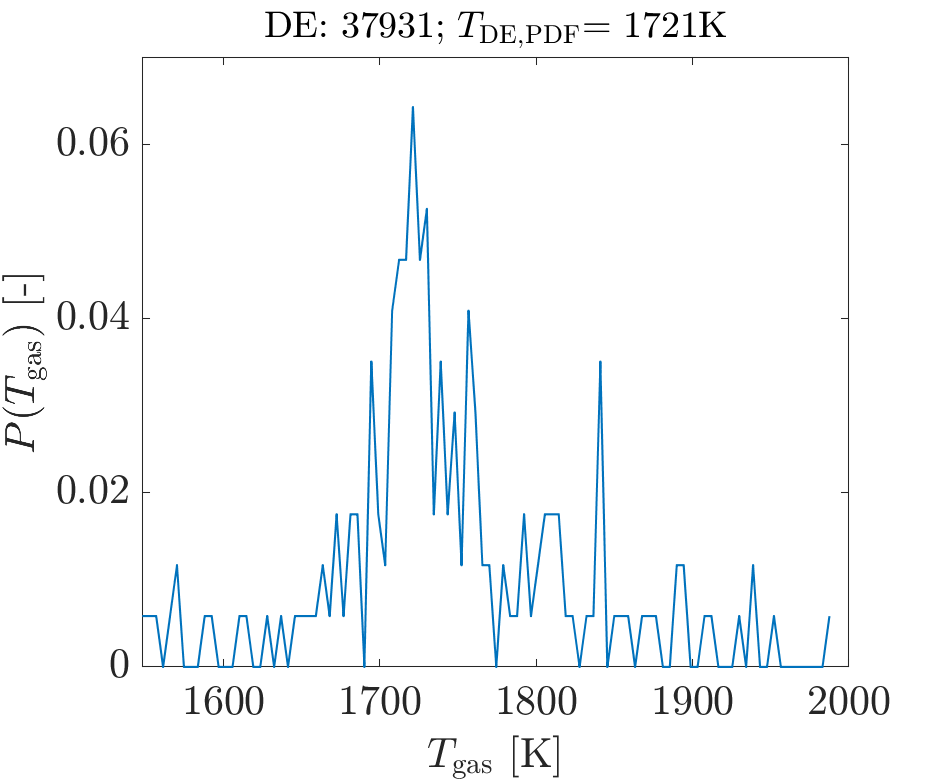 DE: 37931; T_DE,PDF= 1721K
0.06
0.04
0.02
0
P(T_gas) [-]
1600 1700 1800 1900 2000
T_gas [K]